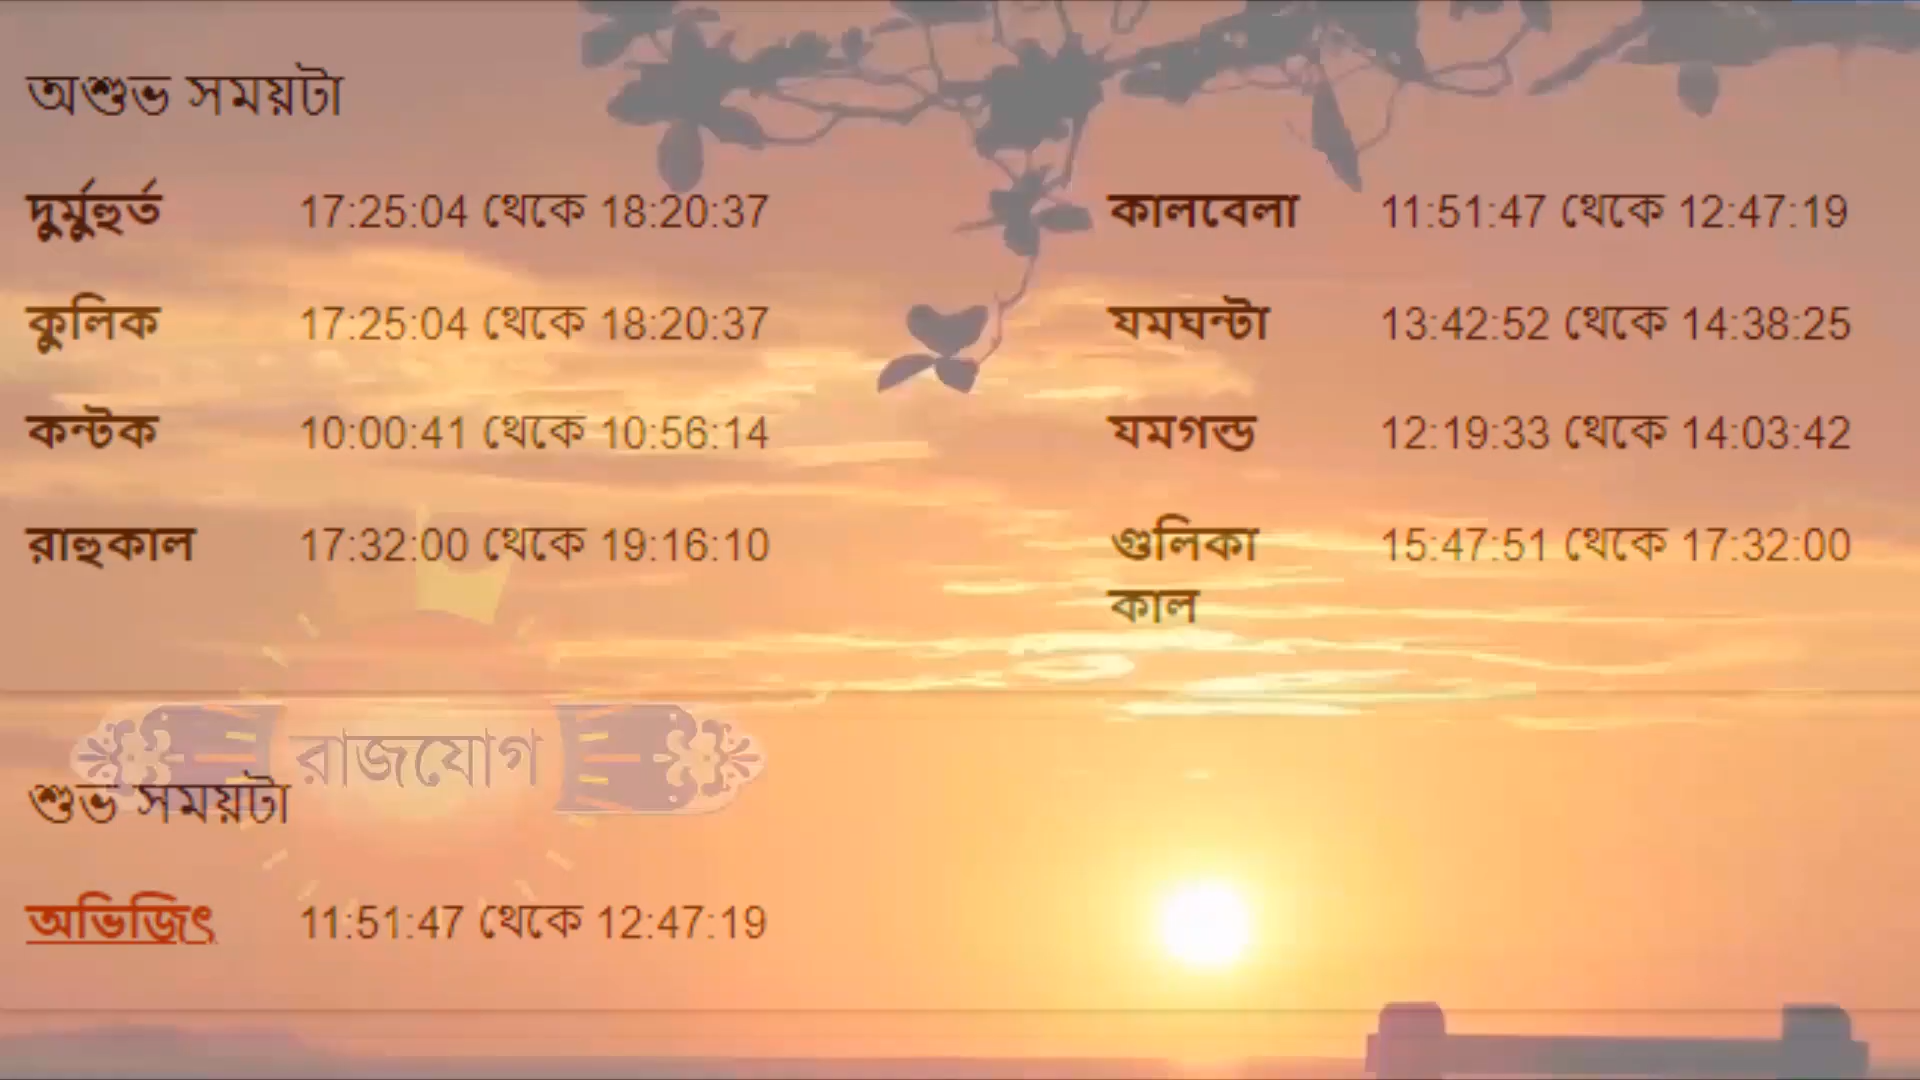 অশুভ সময়টা
দুর্মুহুর্ত 17:25:04 থেকে 18:20:37 কালবেলা 11:51:47 থেকে 12:47:19
কুলিক 17:25:04 থেকে 18:20:37 যমঘন্টা 13:42:52 থেকে 14:38:25
কন্টক 10:00:41 থেকে 10:56:14 যমগন্ড 12:19:33 থেকে 14:03:42
রাহুকাল 17:32:00 থেকে 19:16:10 গুলিকা 15:47:51 থেকে 17:32:00
কাল
রাজযোগ
শুভ সময়টা
অভিজিৎ 11:51:47 থেকে 12:47:19